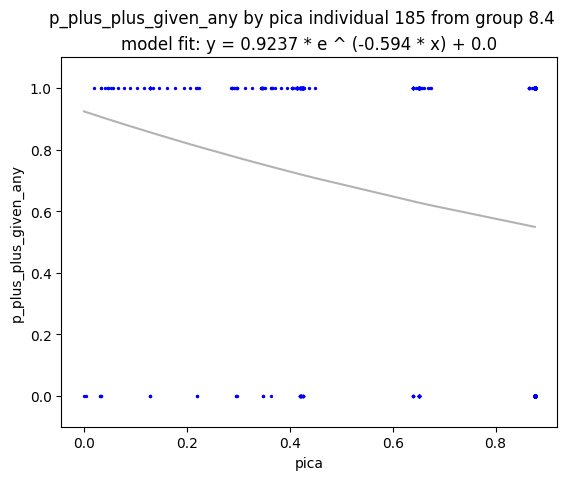 p_plus_plus_given_any by pica individual 185 from group 8.4
model fit: y = 0.9237 * e ^ (-0.594 * x) + 0.0
p_plus_plus_given_any
1.0
0.8
0.6
0.4
0.2
0.0
0.0 0.2 0.4 0.6 0.8
pica